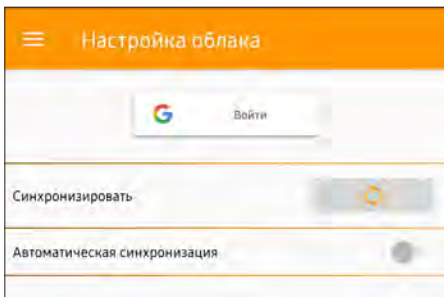 Настройка облака
Войти
Синхронизировать
Автоматическая синхронизация